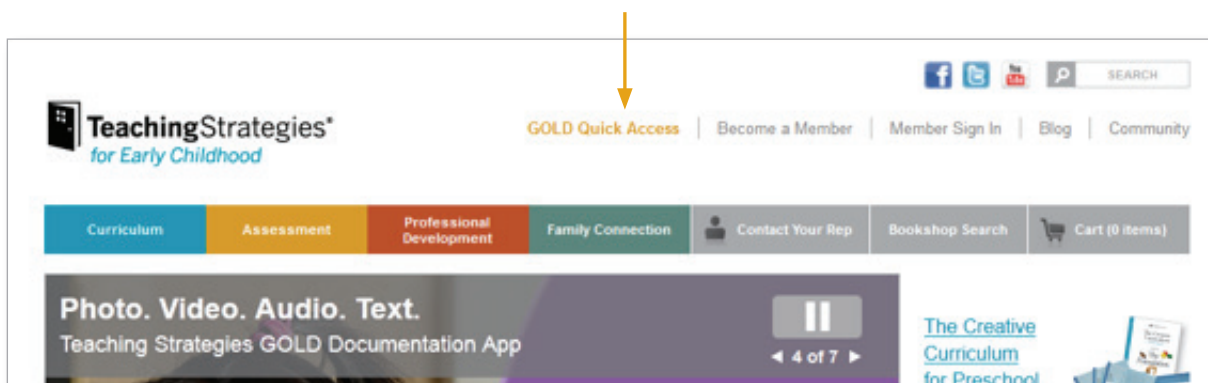 SEARCH
TeachingStrategies®
for Early Childhood
GOLD Quick Access | Become a Member | Member Sign In | Blog | Community
Curriculum
Assessment
Professional
Development
Family Connection
Contact Your Rep
Bookshop Search
Cart (0 items)
Photo. Video. Audio. Text.
Teaching Strategies GOLD Documentation App
4 of 7
The Creative
Curriculum
for Preschool